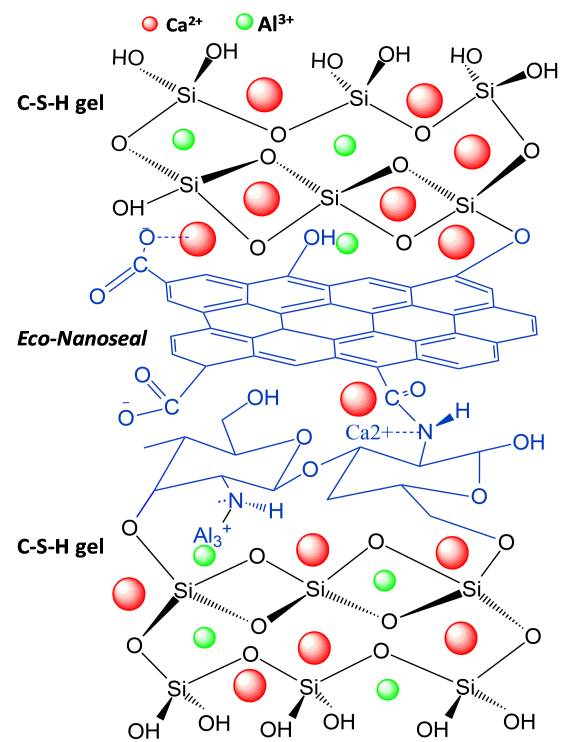 Ca²⁺ Al³⁺
HO OH HO OH OH OH
C-S-H gel
Si Si Si
O O O O
O O
Si Si Si
OH
O O O
O⁻ OH
C
O
Eco-Nanoseal
O
C C O
⁻O
OH H
Ca2+ N
O O OH
N H O
Al₃⁺
O O
C-S-H gel
O O
Si Si Si
O O
O O
O O
Si Si Si
OH OH OH OH OH OH